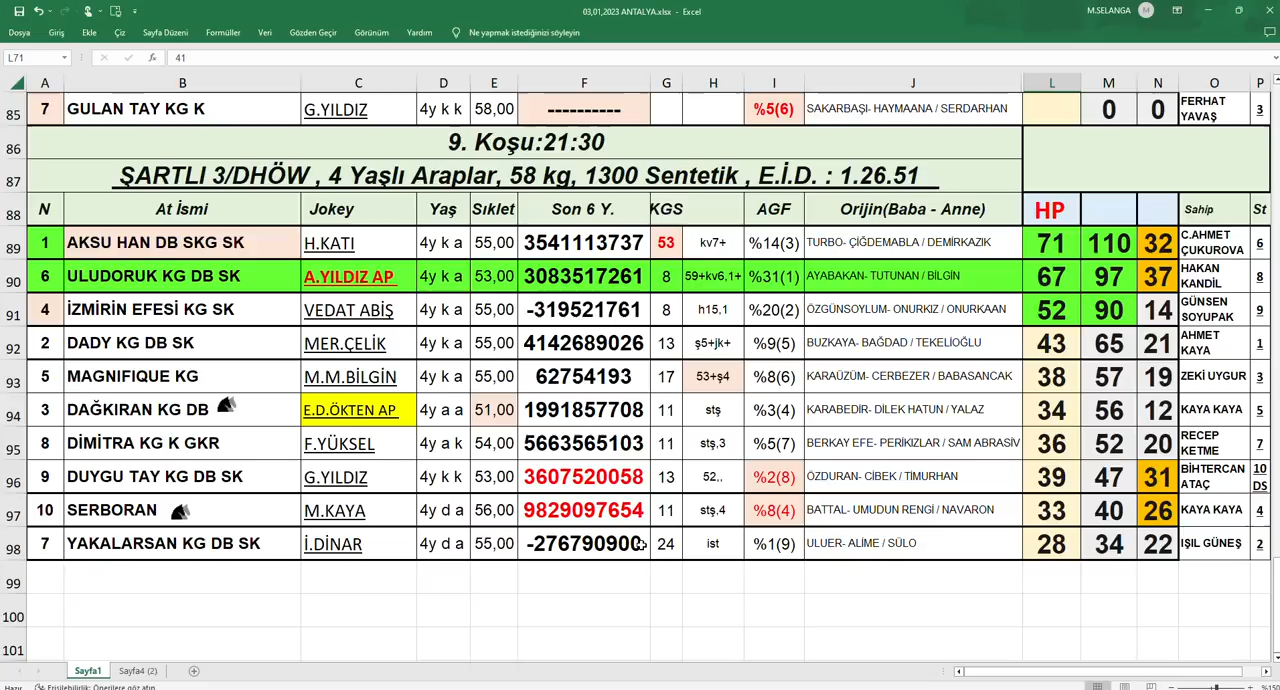 03,01,2023 ANTALYA.xlsx - Excel
M.SELANGA M
Dosya Giriş Ekle Çiz Sayfa Düzeni Formüller Veri Gözden Geçir Görünüm Yardım Ne yapmak istediğinizi söyleyin
L71 fx 41
A B C D E F G H I J L M N O P
85 7 GULAN TAY KG K G.YILDIZ 4y k k 58,00 ---------- %5(6) SAKARBAŞI- HAYMAANA / SERDARHAN 0 0 FERHAT YAVAŞ 3
86 9. Koşu:21:30
87 ŞARTLI 3/DHÖW , 4 Yaşlı Araplar, 58 kg, 1300 Sentetik , E.İ.D. : 1.26.51
88 N At İsmi Jokey Yaş Sıklet Son 6 Y. KGS AGF Orijin(Baba - Anne) HP Sahip St
89 1 AKSU HAN DB SKG SK H.KATI 4y k a 55,00 3541113737 53 kv7+ %14(3) TURBO- ÇİĞDEMABLA / DEMİRKAZIK 71 110 32 C.AHMET ÇUKUROVA 6
90 6 ULUDORUK KG DB SK A.YILDIZ AP 4y k a 53,00 3083517261 8 59+kv6,1+ %31(1) AYABAKAN- TUTUNAN / BİLGİN 67 97 37 HAKAN KANDİL 8
91 4 İZMİRİN EFESİ KG SK VEDAT ABİŞ 4y k a 55,00 -319521761 8 h15,1 %20(2) ÖZGÜNSOYLUM- ONURKIZ / ONURKAAN 52 90 14 GÜNSEN SOYUPAK 9
92 2 DADY KG DB SK MER.ÇELİK 4y k a 55,00 4142689026 13 ş5+jk+ %9(5) BUZKAYA- BAĞDAD / TEKELİOĞLU 43 65 21 AHMET KAYA 1
93 5 MAGNIFIQUE KG M.M.BİLGİN 4y k a 55,00 62754193 17 53+ş4 %8(6) KARAÜZÜM- CERBEZER / BABASANCAK 38 57 19 ZEKİ UYGUR 3
94 3 DAĞKIRAN KG DB E.D.ÖKTEN AP 4y a a 51,00 1991857708 11 stş %3(4) KARABEDİR- DİLEK HATUN / YALAZ 34 56 12 KAYA KAYA 5
95 8 DİMİTRA KG K GKR F.YÜKSEL 4y a k 54,00 5663565103 11 stş,3 %5(7) BERKAY EFE- PERİKIZLAR / SAM ABRASİV 36 52 20 RECEP KETME 7
96 9 DUYGU TAY KG DB SK G.YILDIZ 4y k k 53,00 3607520058 13 52,, %2(8) ÖZDURAN- CİBEK / TİMURHAN 39 47 31 BİHTERCAN ATAÇ 10 DS
97 10 SERBORAN M.KAYA 4y d a 56,00 9829097654 11 stş,4 %8(4) BATTAL- UMUDUN RENGİ / NAVARON 33 40 26 KAYA KAYA 4
98 7 YAKALARSAN KG DB SK İ.DİNAR 4y d a 55,00 -276790900 24 ist %1(9) ULUER- ALİME / SÜLO 28 34 22 IŞIL GÜNEŞ 2
99
100
101
Sayfa1 Sayfa4 (2)
Hazır Erişilebilirlik: Önerilere göz atın %150